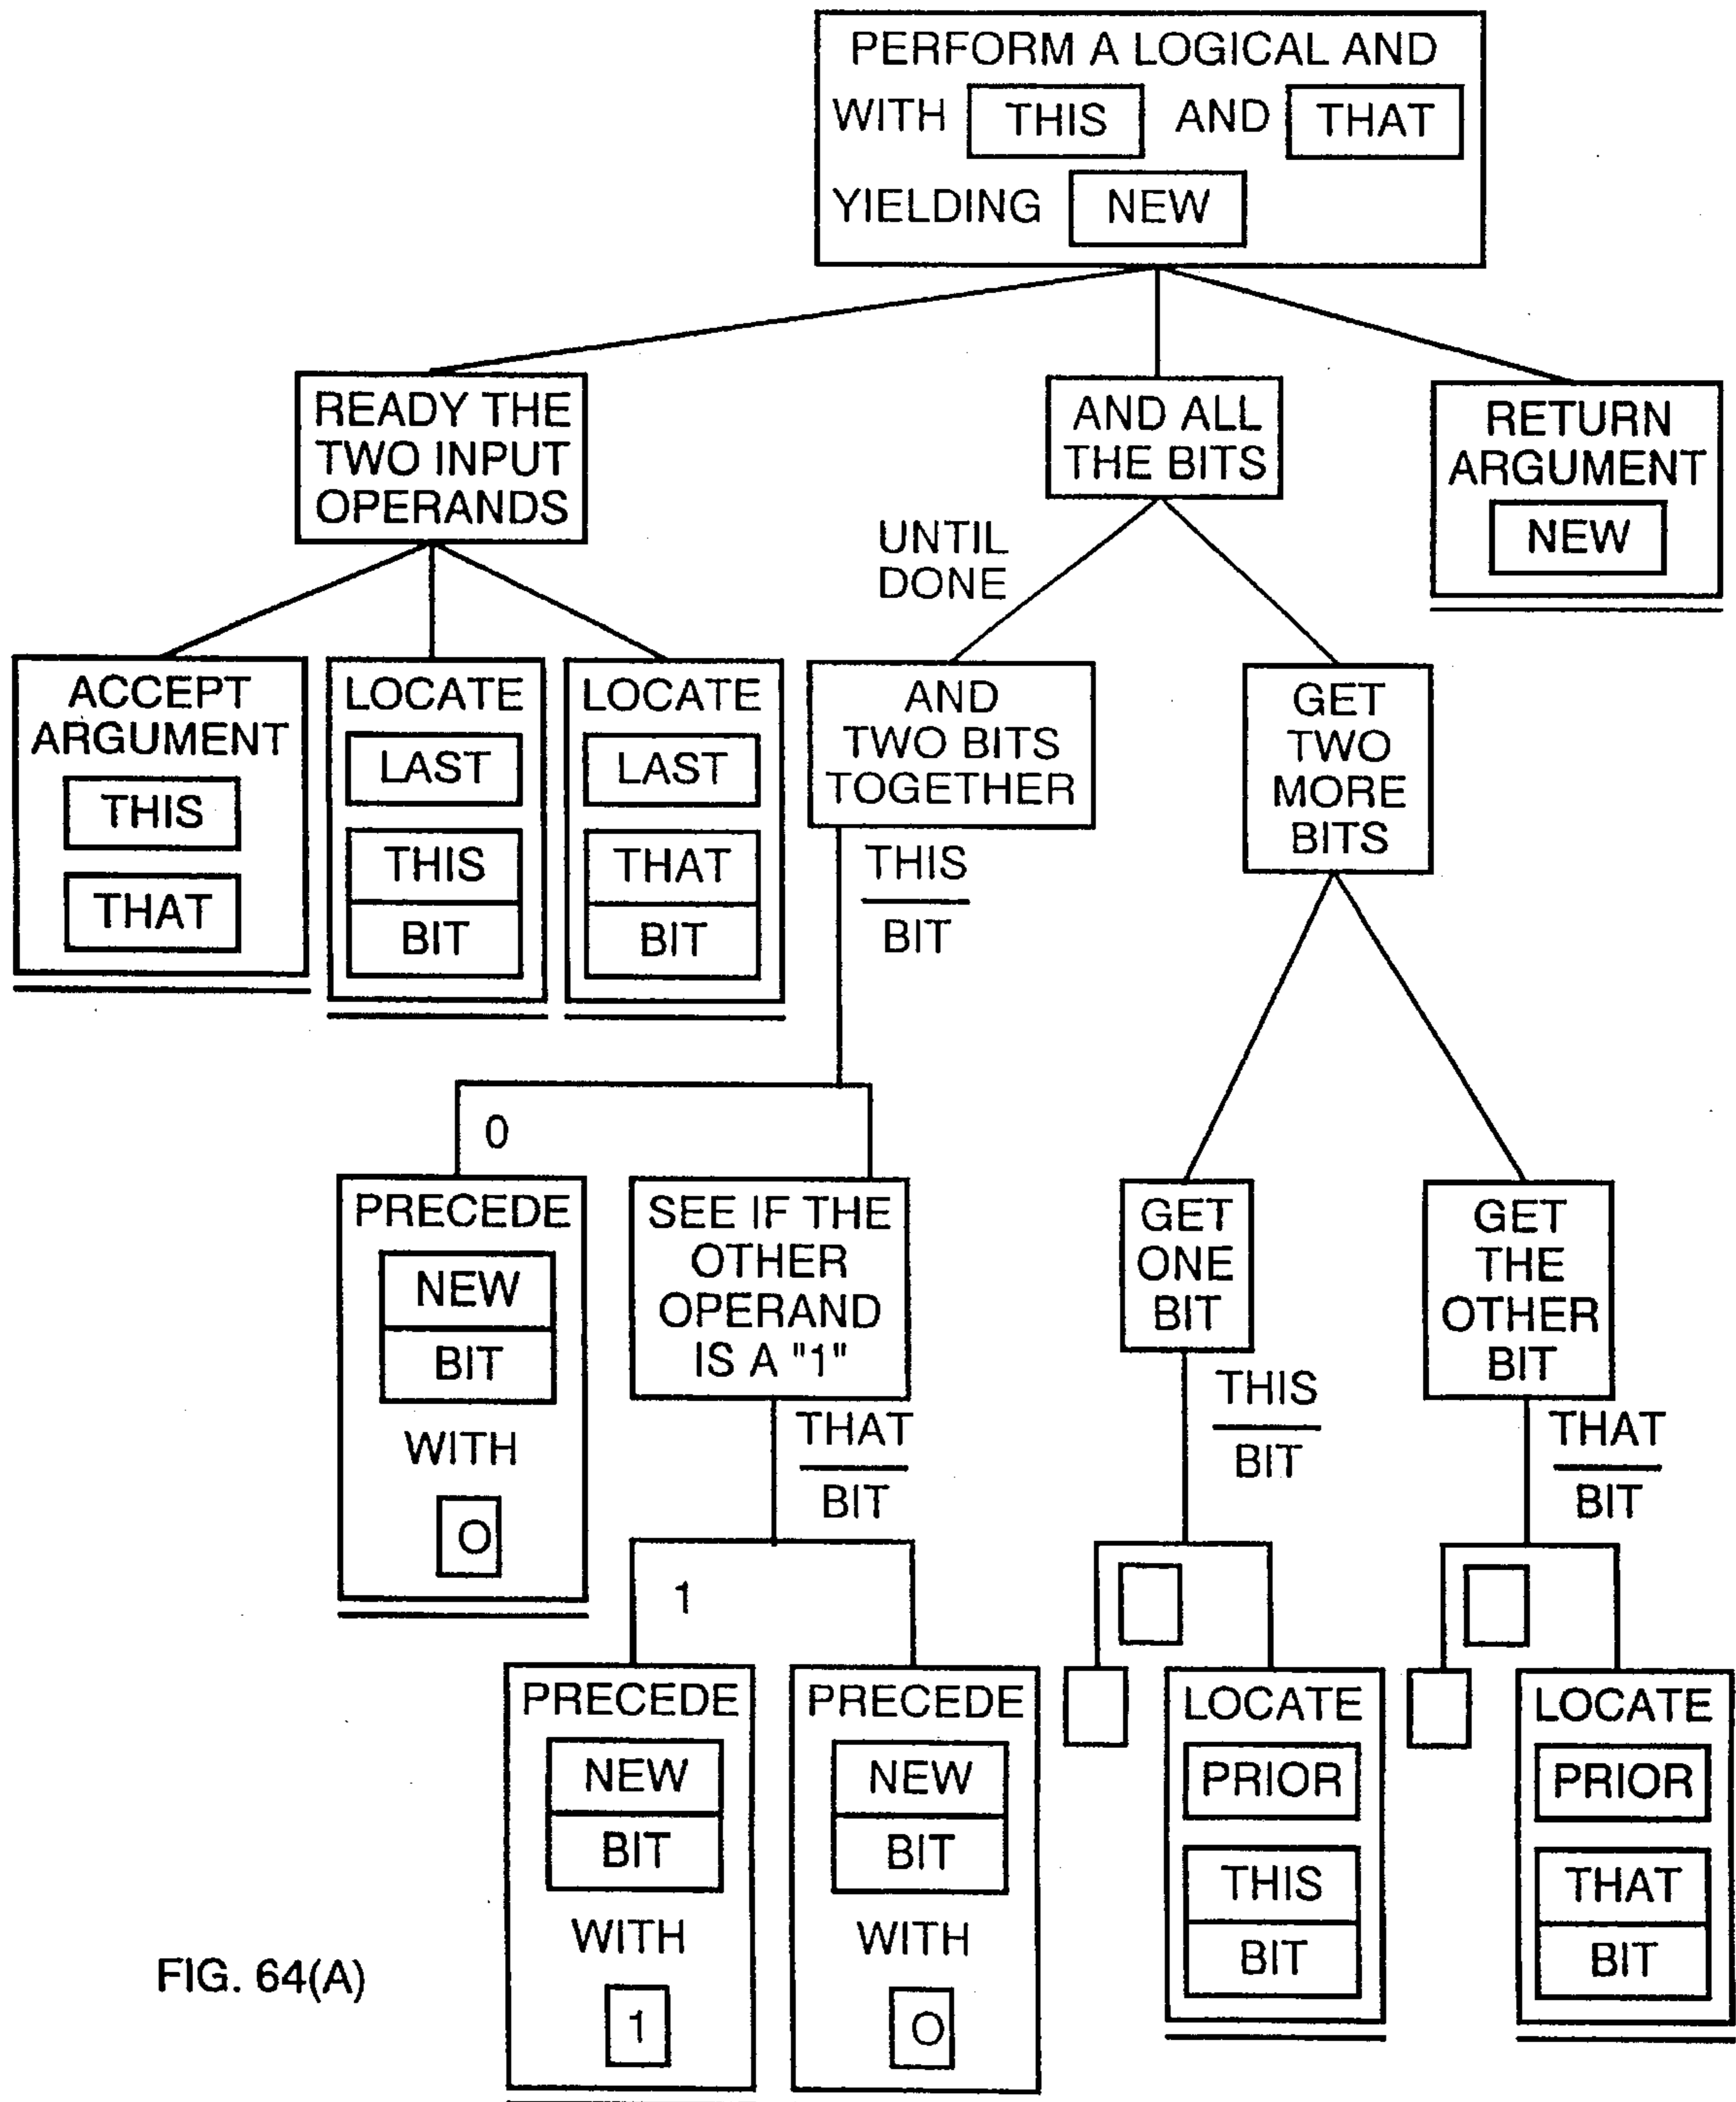 PERFORM A LOGICAL AND
WITH THIS AND THAT
YIELDING NEW
READY THE
TWO INPUT
OPERANDS
AND ALL
THE BITS
RETURN
ARGUMENT
NEW
UNTIL
DONE
ACCEPT
ARGUMENT
THIS
THAT
LOCATE
LAST
THIS
BIT
LOCATE
LAST
THAT
BIT
AND
TWO BITS
TOGETHER
GET
TWO
MORE
BITS
THIS
BIT
0
PRECEDE
NEW
BIT
WITH
0
SEE IF THE
OTHER
OPERAND
IS A "1"
THAT
BIT
1
PRECEDE
NEW
BIT
WITH
1
PRECEDE
NEW
BIT
WITH
0
GET
ONE
BIT
THIS
BIT
LOCATE
PRIOR
THIS
BIT
GET
THE
OTHER
BIT
THAT
BIT
LOCATE
PRIOR
THAT
BIT
FIG. 64(A)